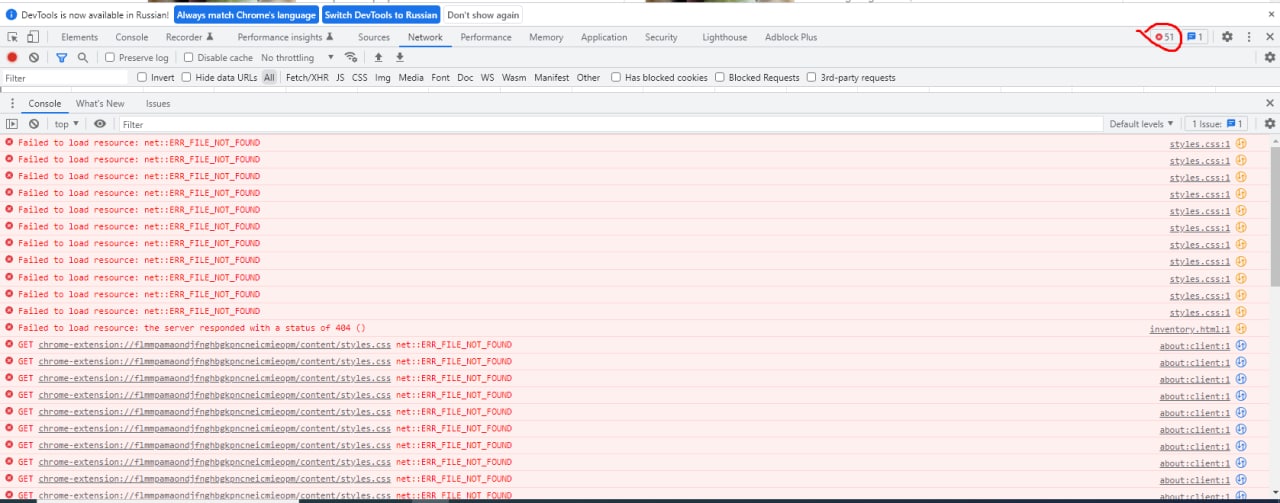 DevTools is now available in Russian! Always match Chrome's language Switch DevTools to Russian Don't show again
Elements Console Recorder Performance insights Sources Network Performance Memory Application Security Lighthouse Adblock Plus 51 1
Preserve log Disable cache No throttling
Filter Invert Hide data URLs All Fetch/XHR JS CSS Img Media Font Doc WS Wasm Manifest Other Has blocked cookies Blocked Requests 3rd-party requests
Console What's New Issues
top Filter Default levels 1 Issue: 1
Failed to load resource: net::ERR_FILE_NOT_FOUND styles.css:1
Failed to load resource: net::ERR_FILE_NOT_FOUND styles.css:1
Failed to load resource: net::ERR_FILE_NOT_FOUND styles.css:1
Failed to load resource: net::ERR_FILE_NOT_FOUND styles.css:1
Failed to load resource: net::ERR_FILE_NOT_FOUND styles.css:1
Failed to load resource: net::ERR_FILE_NOT_FOUND styles.css:1
Failed to load resource: net::ERR_FILE_NOT_FOUND styles.css:1
Failed to load resource: net::ERR_FILE_NOT_FOUND styles.css:1
Failed to load resource: net::ERR_FILE_NOT_FOUND styles.css:1
Failed to load resource: net::ERR_FILE_NOT_FOUND styles.css:1
Failed to load resource: net::ERR_FILE_NOT_FOUND styles.css:1
Failed to load resource: the server responded with a status of 404 () inventory.html:1
GET chrome-extension://flmmpamaondjfnghbgkpncneicmieopm/content/styles.css net::ERR_FILE_NOT_FOUND about:client:1
GET chrome-extension://flmmpamaondjfnghbgkpncneicmieopm/content/styles.css net::ERR_FILE_NOT_FOUND about:client:1
GET chrome-extension://flmmpamaondjfnghbgkpncneicmieopm/content/styles.css net::ERR_FILE_NOT_FOUND about:client:1
GET chrome-extension://flmmpamaondjfnghbgkpncneicmieopm/content/styles.css net::ERR_FILE_NOT_FOUND about:client:1
GET chrome-extension://flmmpamaondjfnghbgkpncneicmieopm/content/styles.css net::ERR_FILE_NOT_FOUND about:client:1
GET chrome-extension://flmmpamaondjfnghbgkpncneicmieopm/content/styles.css net::ERR_FILE_NOT_FOUND about:client:1
GET chrome-extension://flmmpamaondjfnghbgkpncneicmieopm/content/styles.css net::ERR_FILE_NOT_FOUND about:client:1
GET chrome-extension://flmmpamaondjfnghbgkpncneicmieopm/content/styles.css net::ERR_FILE_NOT_FOUND about:client:1
GET chrome-extension://flmmpamaondjfnghbgkpncneicmieopm/content/styles.css net::ERR_FILE_NOT_FOUND about:client:1
GET chrome-extension://flmmpamaondjfnghbgkpncneicmieopm/content/styles.css net::ERR_FILE_NOT_FOUND about:client:1